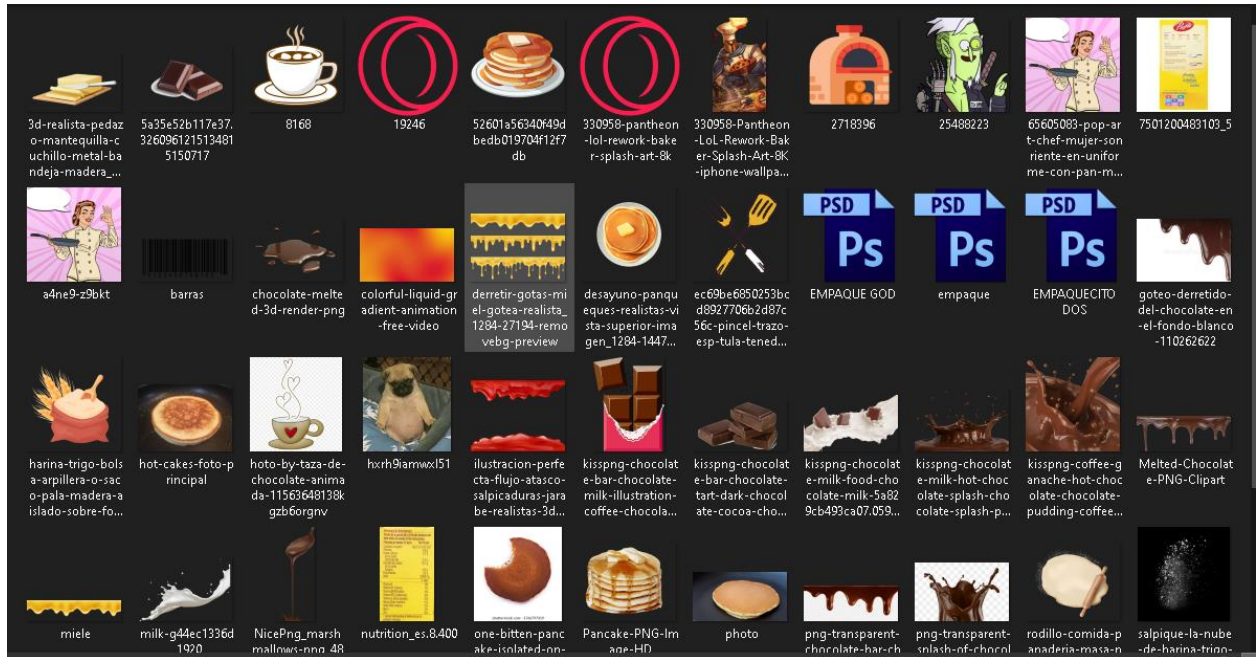 3d-realista-pedaz
o-mantequilla-c
uchillo-metal-ba
ndeja-madera_...
5a35e52b117e37.
326096121513481
5150717
8168
19246
52601a56340f49d
bedb019704f12f7
db
330958-pantheon
-lol-rework-bake
r-splash-art-8k
330958-Pantheon
-LoL-Rework-Bak
er-Splash-Art-8K
-iphone-wallpa...
2718396
25488223
65605083-pop-ar
t-chef-mujer-son
riente-en-unifor
me-con-pan-m...
7501200483103_5
a4ne9-z9bkt
barras
chocolate-melte
d-3d-render-png
colorful-liquid-gr
adient-animation
-free-video
derretir-gotas-mi
el-gotea-realista_
1284-27194-remo
vebg-preview
desayuno-panqu
eques-realistas-vi
sta-superior-ima
gen_1284-1447...
ec69be6850253bc
d8927706b2d87c
56c-pincel-trazo-
esp-tula-tened...
PSD
Ps
EMPAQUE GOD
PSD
Ps
empaque
PSD
Ps
EMPAQUECITO
DOS
goteo-derretido-
del-chocolate-en
-el-fondo-blanco
-110262622
harina-trigo-bols
a-arpillera-o-sac
o-pala-madera-a
islado-sobre-fo...
hot-cakes-foto-p
rincipal
hoto-by-taza-de-
chocolate-anima
da-11563648138k
gzb6orgnv
hxrh9iamwxl51
ilustracion-perfe
cta-flujo-atasco-
salpicaduras-jara
be-realistas-3d...
kisspng-chocolat
e-bar-chocolate-
milk-illustration-
coffee-chocola...
kisspng-chocolat
e-bar-chocolate-
tart-dark-chocol
ate-cocoa-cho...
kisspng-chocolat
e-milk-food-cho
colate-milk-5a82
9cb493ca07.059...
kisspng-chocolat
e-milk-hot-choc
olate-splash-cho
colate-splash-p...
kisspng-coffee-g
anache-hot-choc
olate-chocolate-
pudding-coffee...
Melted-Chocolat
e-PNG-Clipart
miele
milk-g44ec1336d
1920
NicePng_marsh
mallows-png_48
nutrition_es.8.400
one-bitten-panc
ake-isolated-on-
Pancake-PNG-Im
age-HD
photo
png-transparent-
chocolate-bar-ch
png-transparent-
splash-of-chocol
rodillo-comida-p
anaderia-masa-n
salpique-la-nube
-de-harina-trigo-